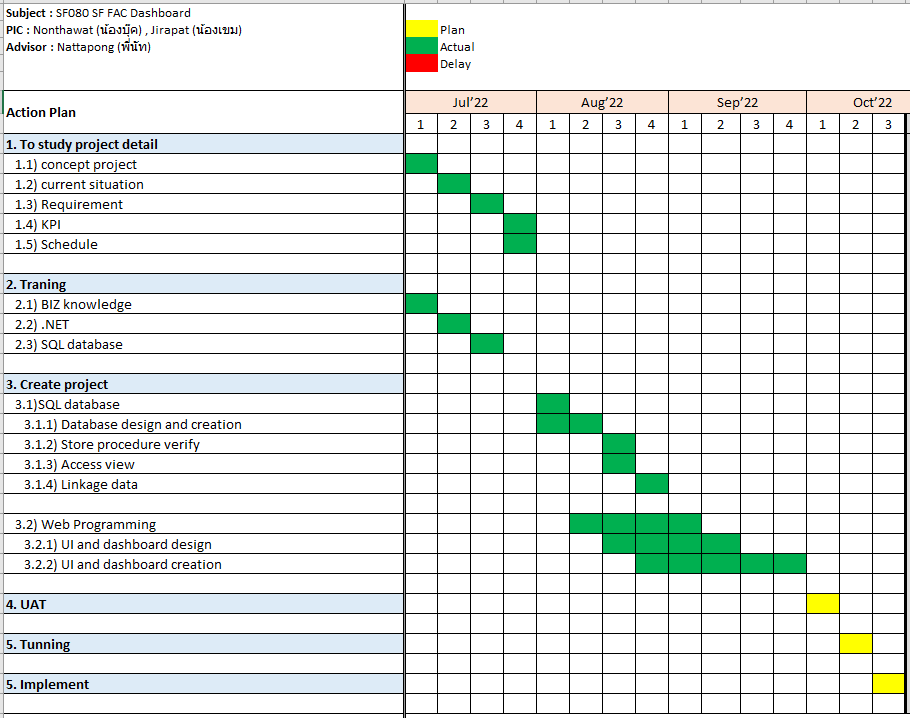 Subject : SF080 SF FAC Dashboard
PIC : Nonthawat (น้องบุ๊ค) , Jirapat (น้องเขม)
Advisor : Nattapong (พี่นัท)
Plan
Actual
Delay
Action Plan
Jul'22 Aug'22 Sep'22 Oct'22
1 2 3 4 1 2 3 4 1 2 3 4 1 2 3
1. To study project detail
1.1) concept project
1.2) current situation
1.3) Requirement
1.4) KPI
1.5) Schedule
2. Traning
2.1) BIZ knowledge
2.2) .NET
2.3) SQL database
3. Create project
3.1)SQL database
3.1.1) Database design and creation
3.1.2) Store procedure verify
3.1.3) Access view
3.1.4) Linkage data
3.2) Web Programming
3.2.1) UI and dashboard design
3.2.2) UI and dashboard creation
4. UAT
5. Tunning
5. Implement